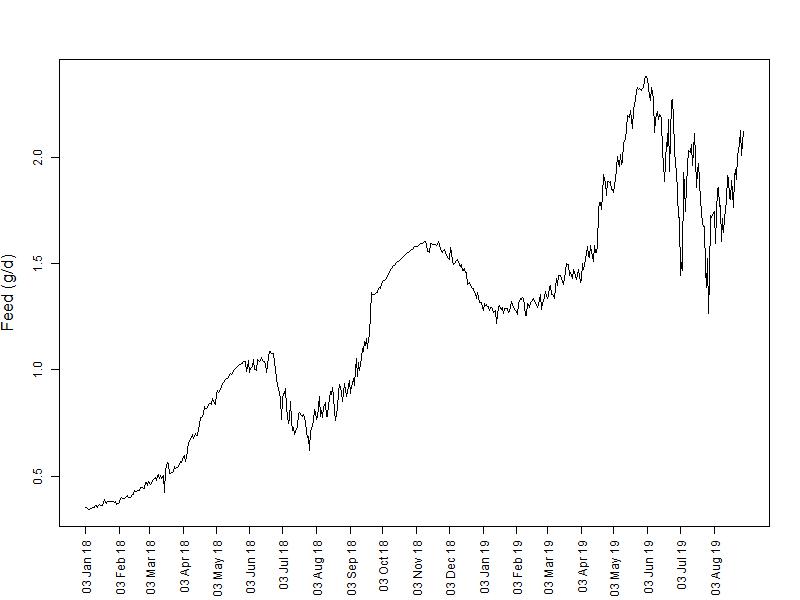 Feed (g/d)
2.0
1.5
1.0
0.5
03 Jan 18
03 Feb 18
03 Mar 18
03 Apr 18
03 May 18
03 Jun 18
03 Jul 18
03 Aug 18
03 Sep 18
03 Oct 18
03 Nov 18
03 Dec 18
03 Jan 19
03 Feb 19
03 Mar 19
03 Apr 19
03 May 19
03 Jun 19
03 Jul 19
03 Aug 19